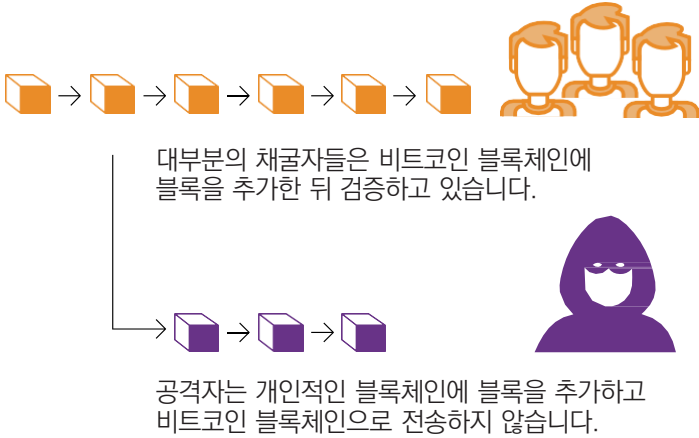 대부분의 채굴자들은 비트코인 블록체인에
블록을 추가한 뒤 검증하고 있습니다.
공격자는 개인적인 블록체인에 블록을 추가하고
비트코인 블록체인으로 전송하지 않습니다.